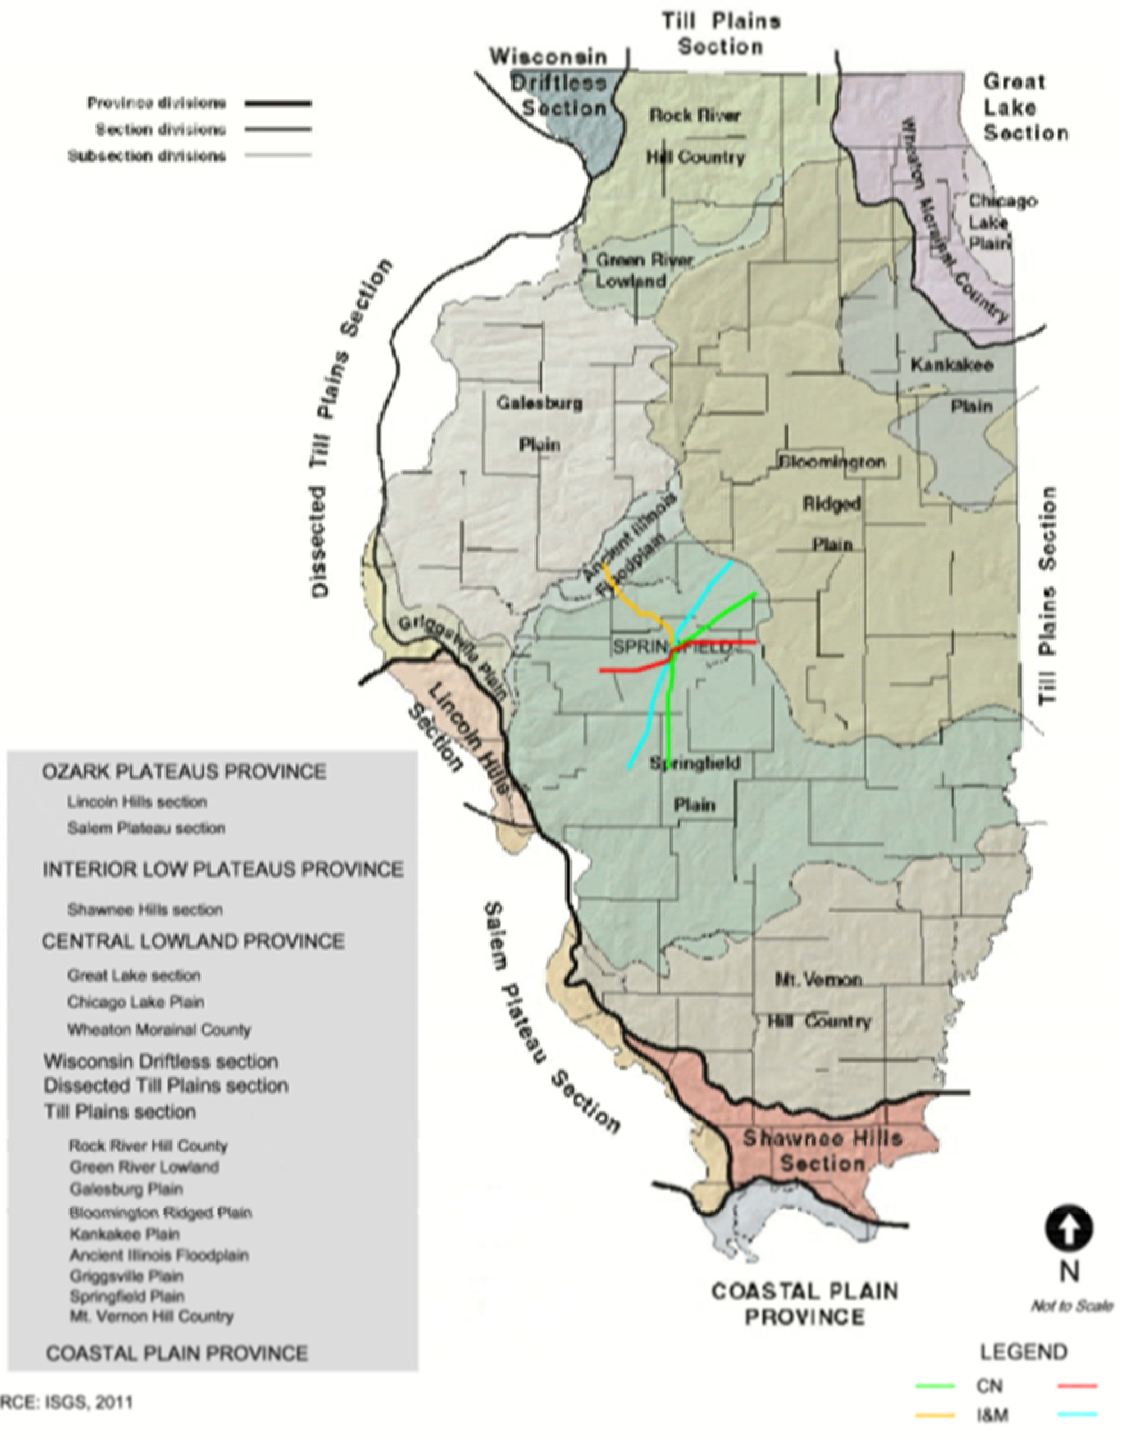 Till Plains
Section
Wisconsin
Driftless
Section
Great
Lake
Section
Province divisions
Section divisions
Subsection divisions
Rock River
Hill Country
Wheaton Morainal Country
Chicago
Lake
Plain
Green River
Lowland
Dissected Till Plains Section
Kankakee
Plain
Galesburg
Plain
Bloomington
Ridged
Plain
Ancient Illinois
Floodplain
Till Plains Section
Griggsville Plain
SPRINGFIELD
Lincoln Hills
Section
Springfield
Plain
OZARK PLATEAUS PROVINCE
Lincoln Hills section
Salem Plateau section
INTERIOR LOW PLATEAUS PROVINCE
Shawnee Hills section
CENTRAL LOWLAND PROVINCE
Great Lake section
Chicago Lake Plain
Wheaton Morainal County
Wisconsin Driftless section
Dissected Till Plains section
Till Plains section
Rock River Hill County
Green River Lowland
Galesburg Plain
Bloomington Ridged Plain
Kankakee Plain
Ancient Illinois Floodplain
Griggsville Plain
Springfield Plain
Mt. Vernon Hill Country
COASTAL PLAIN PROVINCE
Salem Plateau Section
Mt. Vernon
Hill Country
Shawnee Hills
Section
COASTAL PLAIN
PROVINCE
N
Not to Scale
LEGEND
CN
I&M
RCE: ISGS, 2011